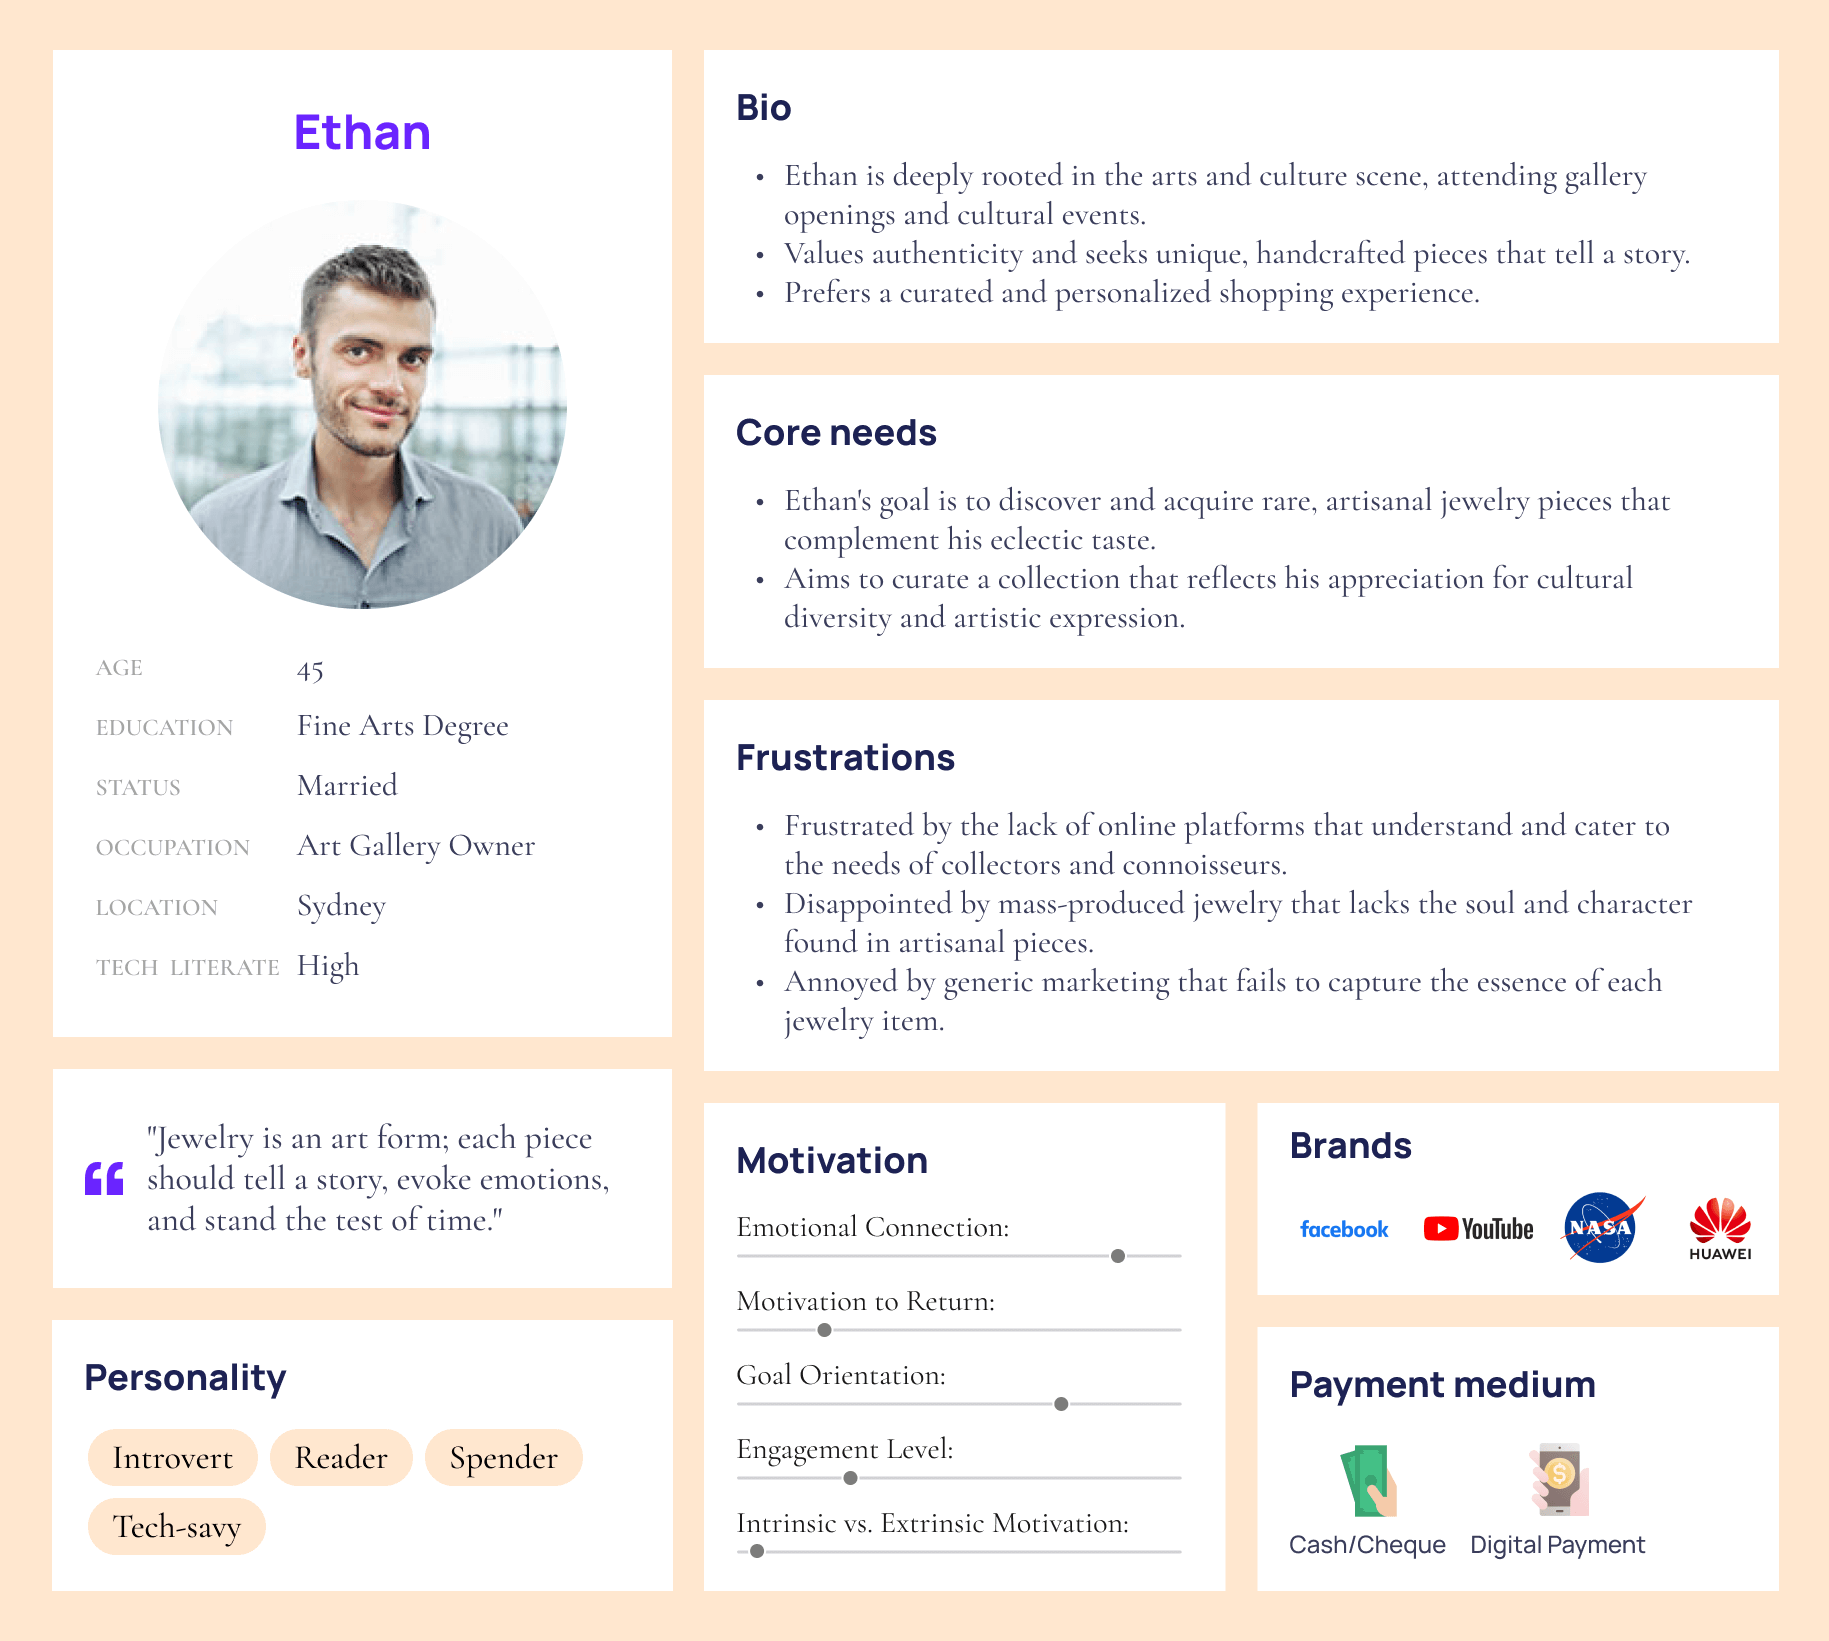 Ethan
AGE 45
EDUCATION Fine Arts Degree
STATUS Married
OCCUPATION Art Gallery Owner
LOCATION Sydney
TECH LITERATE High
"Jewelry is an art form; each piece
should tell a story, evoke emotions,
and stand the test of time."
Personality
Introvert Reader Spender
Tech-savy
Bio
• Ethan is deeply rooted in the arts and culture scene, attending gallery
openings and cultural events.
• Values authenticity and seeks unique, handcrafted pieces that tell a story.
• Prefers a curated and personalized shopping experience.
Core needs
• Ethan's goal is to discover and acquire rare, artisanal jewelry pieces that
complement his eclectic taste.
• Aims to curate a collection that reflects his appreciation for cultural
diversity and artistic expression.
Frustrations
• Frustrated by the lack of online platforms that understand and cater to
the needs of collectors and connoisseurs.
• Disappointed by mass-produced jewelry that lacks the soul and character
found in artisanal pieces.
• Annoyed by generic marketing that fails to capture the essence of each
jewelry item.
Motivation
Emotional Connection:
Motivation to Return:
Goal Orientation:
Engagement Level:
Intrinsic vs. Extrinsic Motivation:
Brands
facebook YouTube NASA HUAWEI
Payment medium
$
Cash/Cheque Digital Payment